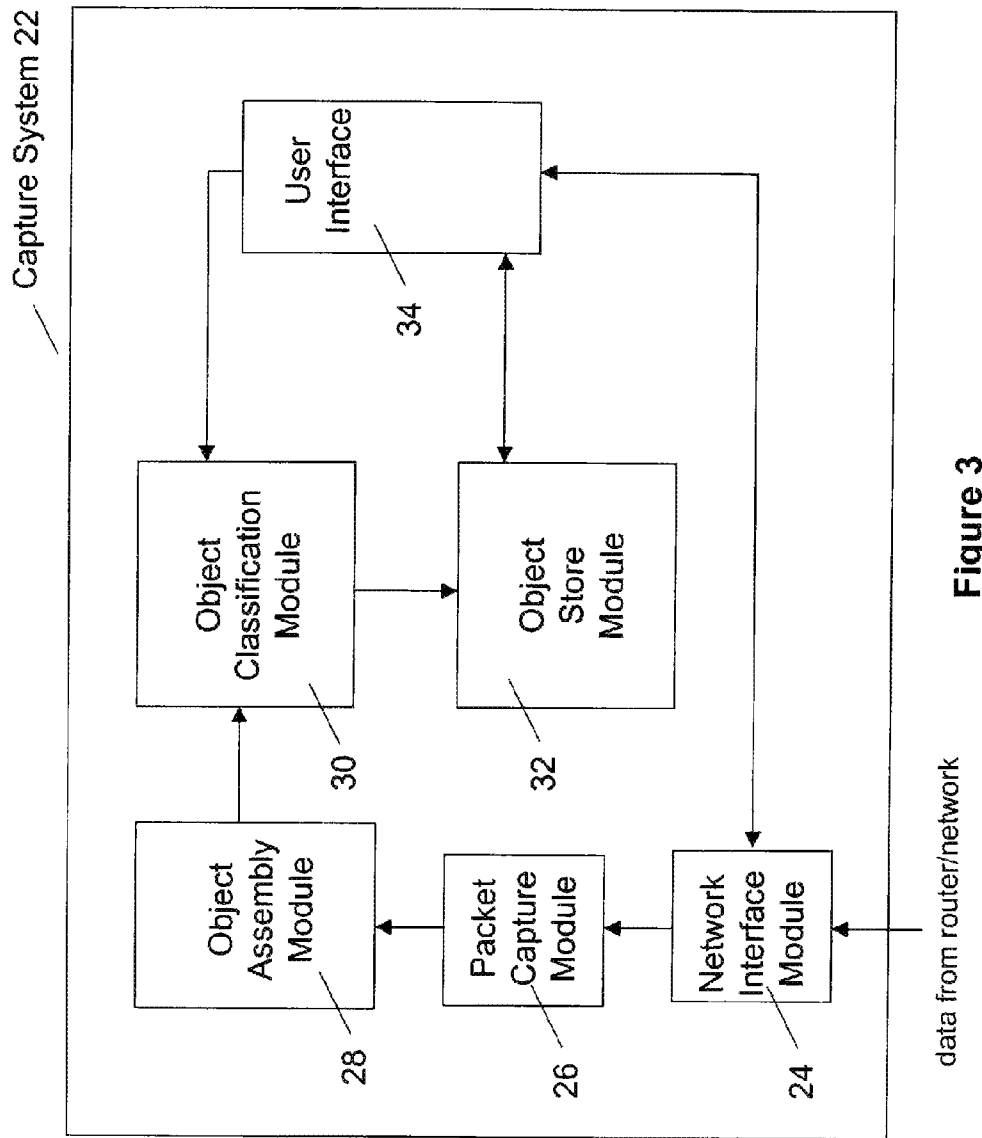 Capture System 22
Object
Assembly
Module
28
Object
Classification
Module
30
User
Interface
34
Packet
Capture
Module
26
Object
Store
Module
32
Network
Interface
Module
24
data from router/network
Figure 3